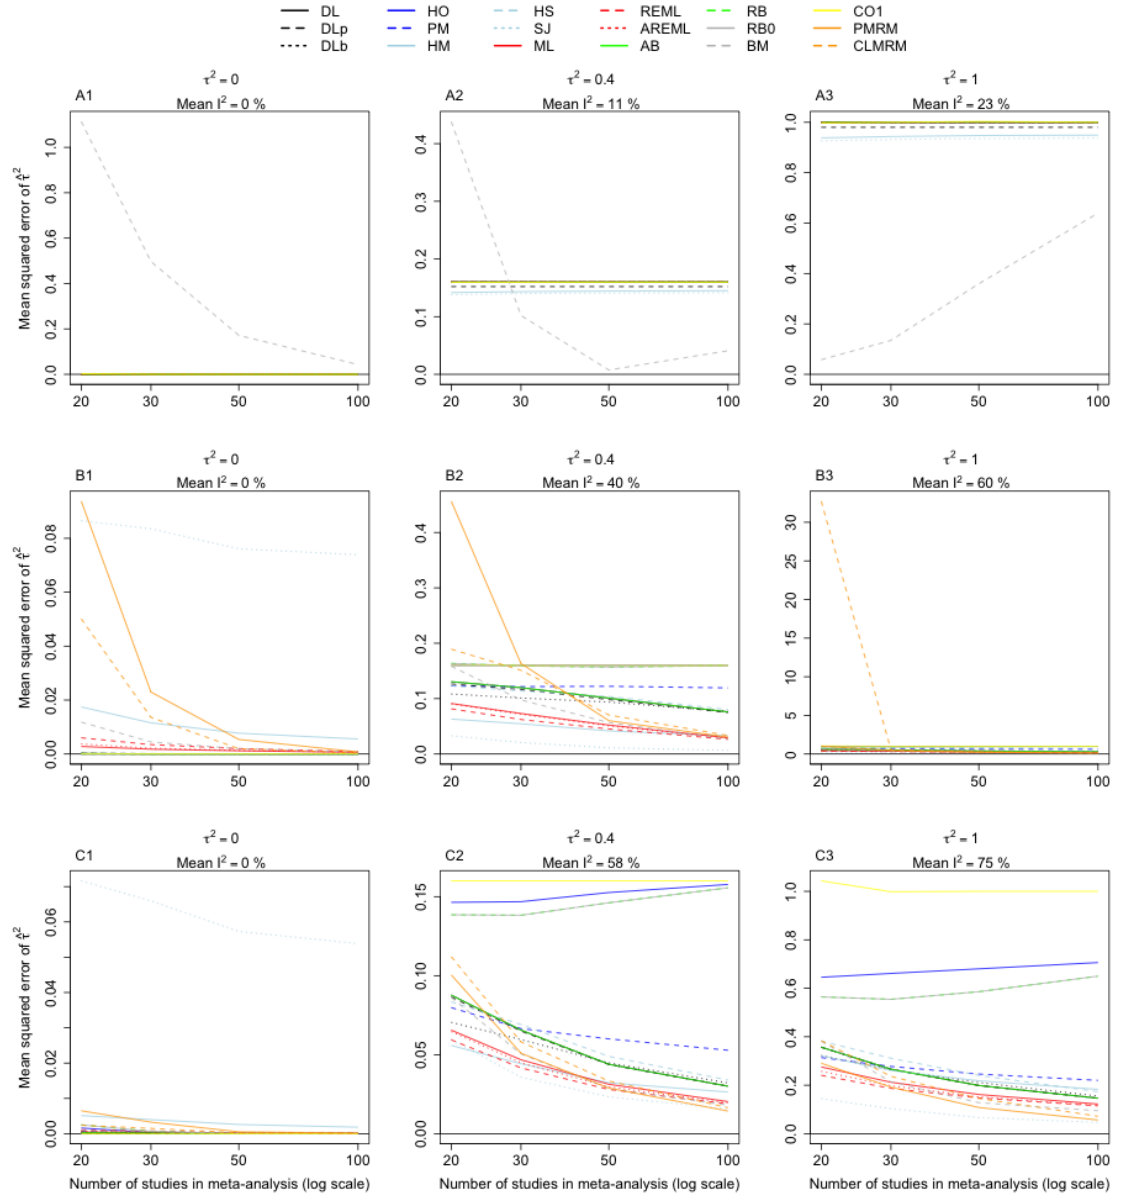 DL HO HS REML RB CO1
DLp PM SJ AREML RB0 PMRM
DLb HM ML AB BM CLMRM
τ² = 0 τ² = 0.4 τ² = 1
A1 Mean I² = 0 % A2 Mean I² = 11 % A3 Mean I² = 23 %
Mean squared error of τ̂²
0.0 0.2 0.4 0.6 0.8 1.0
0.0 0.1 0.2 0.3 0.4
0.0 0.2 0.4 0.6 0.8 1.0
20 30 50 100 20 30 50 100 20 30 50 100
τ² = 0 τ² = 0.4 τ² = 1
B1 Mean I² = 0 % B2 Mean I² = 40 % B3 Mean I² = 60 %
Mean squared error of τ̂²
0.00 0.02 0.04 0.06 0.08
0.0 0.1 0.2 0.3 0.4
0 5 10 15 20 25 30
20 30 50 100 20 30 50 100 20 30 50 100
τ² = 0 τ² = 0.4 τ² = 1
C1 Mean I² = 0 % C2 Mean I² = 58 % C3 Mean I² = 75 %
Mean squared error of τ̂²
0.00 0.02 0.04 0.06
0.00 0.05 0.10 0.15
0.0 0.2 0.4 0.6 0.8 1.0
20 30 50 100 20 30 50 100 20 30 50 100
Number of studies in meta-analysis (log scale) Number of studies in meta-analysis (log scale) Number of studies in meta-analysis (log scale)